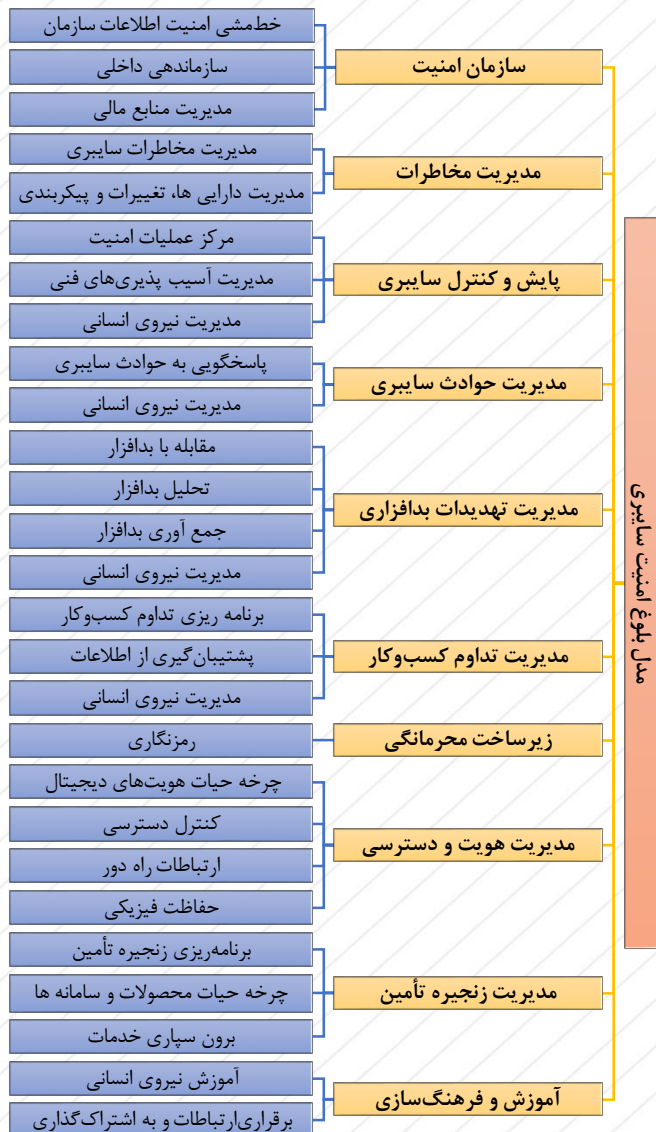 مدل بلوغ امنیت سایبری
سازمان امنیت
خط‌مشی امنیت اطلاعات سازمان
سازماندهی داخلی
مدیریت منابع مالی
مدیریت مخاطرات
مدیریت مخاطرات سایبری
مدیریت دارایی ها، تغییرات و پیکربندی
پایش و کنترل سایبری
مرکز عملیات امنیت
مدیریت آسیب پذیری‌های فنی
مدیریت نیروی انسانی
مدیریت حوادث سایبری
پاسخگویی به حوادث سایبری
مدیریت نیروی انسانی
مدیریت تهدیدات بدافزاری
مقابله با بدافزار
تحلیل بدافزار
جمع آوری بدافزار
مدیریت نیروی انسانی
مدیریت تداوم کسب‌وکار
برنامه ریزی تداوم کسب‌وکار
پشتیبان‌گیری از اطلاعات
مدیریت نیروی انسانی
زیرساخت محرمانگی
رمزنگاری
مدیریت هویت و دسترسی
چرخه حیات هویت‌های دیجیتال
کنترل دسترسی
ارتباطات راه دور
حفاظت فیزیکی
مدیریت زنجیره تأمین
برنامه‌ریزی زنجیره تأمین
چرخه حیات محصولات و سامانه ها
برون سپاری خدمات
آموزش و فرهنگ‌سازی
آموزش نیروی انسانی
برقراری‌ارتباطات و به اشتراک‌گذاری